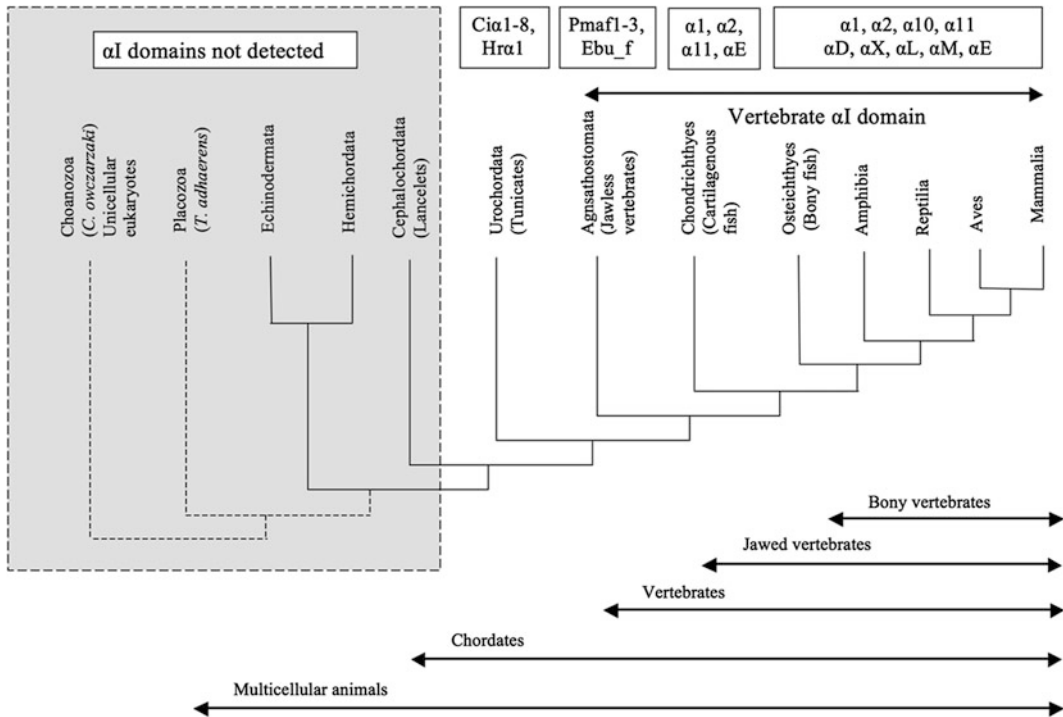 αI domains not detected
Ciα1-8,
Hrα1
Pmaf1-3,
Ebu_f
α1, α2,
α11, αE
α1, α2, α10, α11
αD, αX, αL, αM, αE
Vertebrate αI domain
Choanozoa
(C. owczarzaki)
Unicellular
eukaryotes
Placozoa
(T. adhaerens)
Echinodermata
Hemichordata
Cephalochordata
(Lancelets)
Urochordata
(Tunicates)
Agnsathostomata
(Jawless
vertebrates)
Chondrichthyes
(Cartilagenous
fish)
Osteichthyes
(Bony fish)
Amphibia
Reptilia
Aves
Mammalia
Bony vertebrates
Jawed vertebrates
Vertebrates
Chordates
Multicellular animals